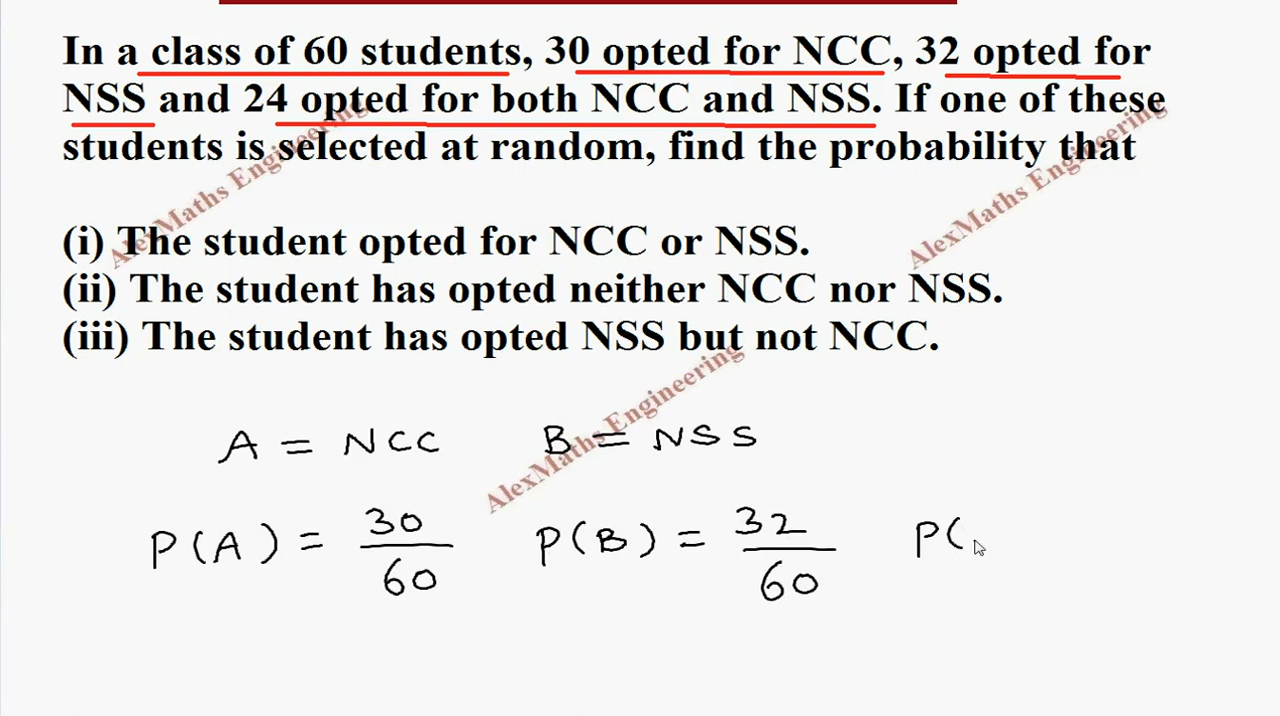 In a class of 60 students, 30 opted for NCC, 32 opted for
NSS and 24 opted for both NCC and NSS. If one of these
students is selected at random, find the probability that
(i) The student opted for NCC or NSS.
(ii) The student has opted neither NCC nor NSS.
(iii) The student has opted NSS but not NCC.
AlexMaths Engineering
AlexMaths Engineering
AlexMaths Engineering
A = NCC B = NSS
P(A) = 30/60 P(B) = 32/60 P(